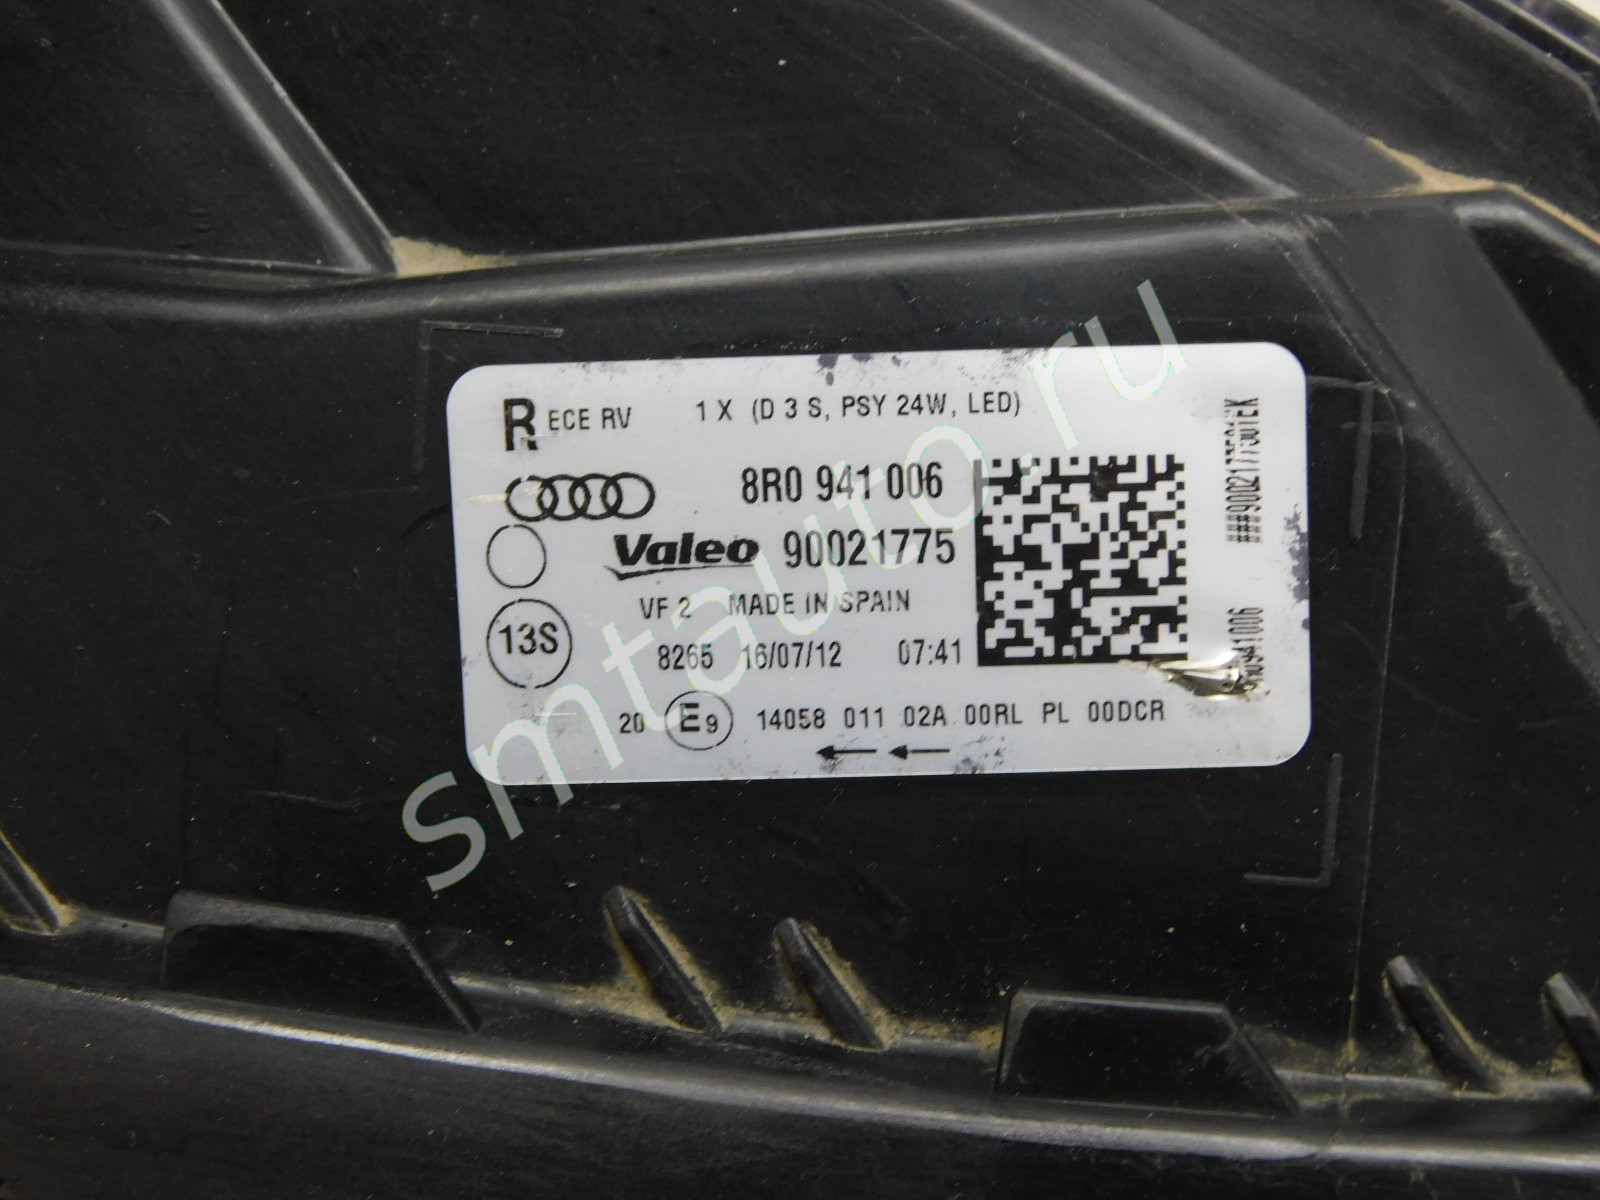 R ECE RV 1 X (D 3 S, PSY 24W, LED)
8R0 941 006
Valeo 90021775
VF 2 MADE IN SPAIN
13S
8265 16/07/12 07:41
20 E9 14058 011 02A 00RL PL 00DCR
smtauto.ru